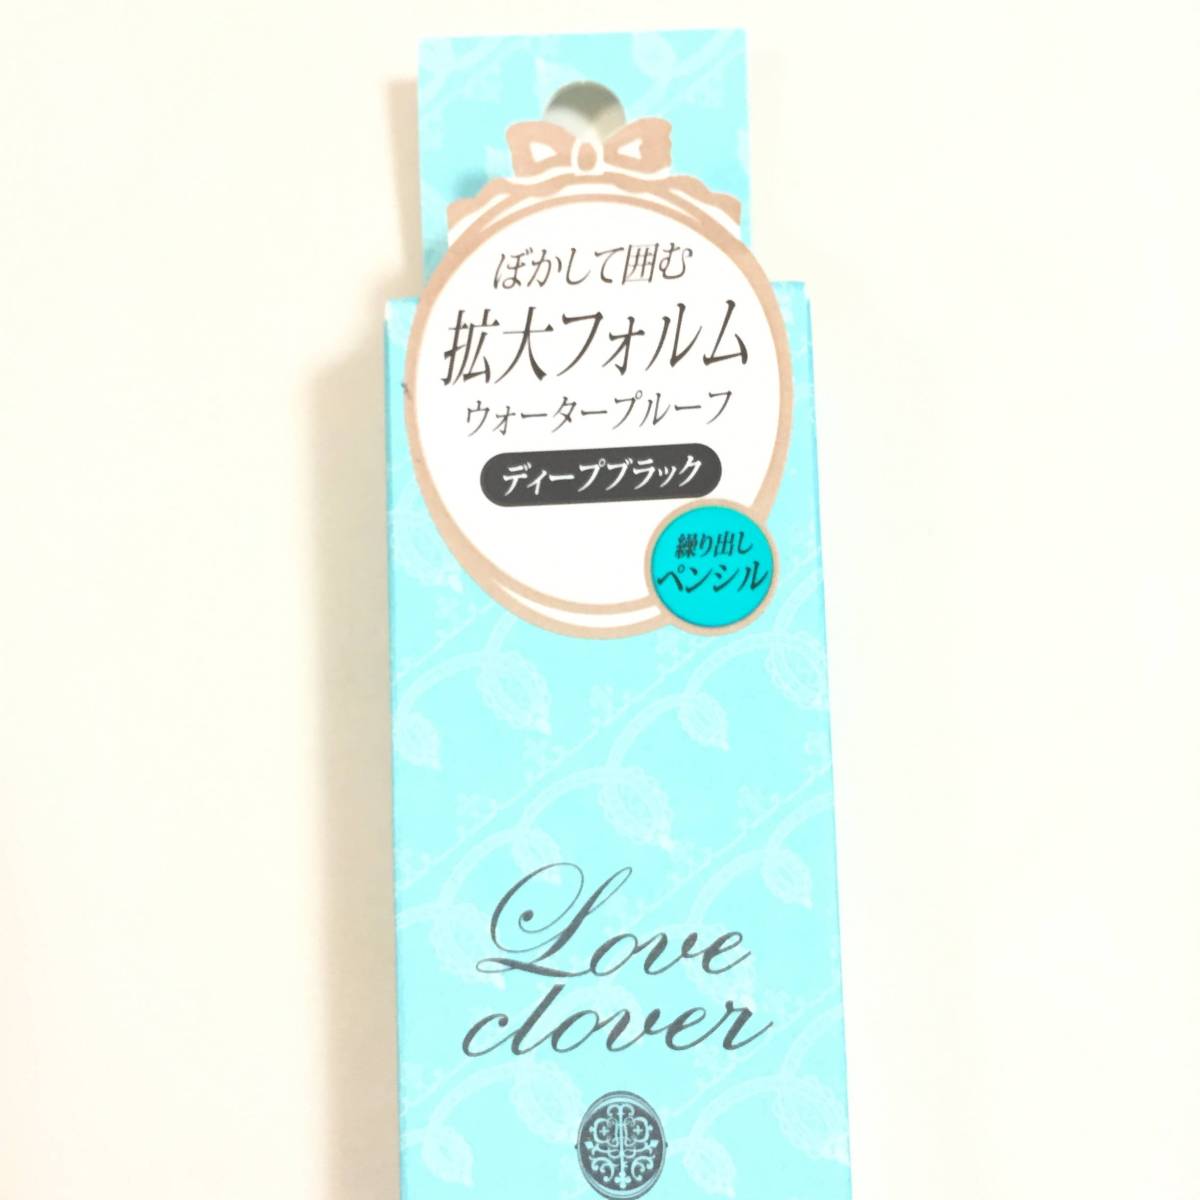 ぼかして囲む
拡大フォルム
ウォータープルーフ
ディープブラック
繰り出し
ペンシル
Love
clover